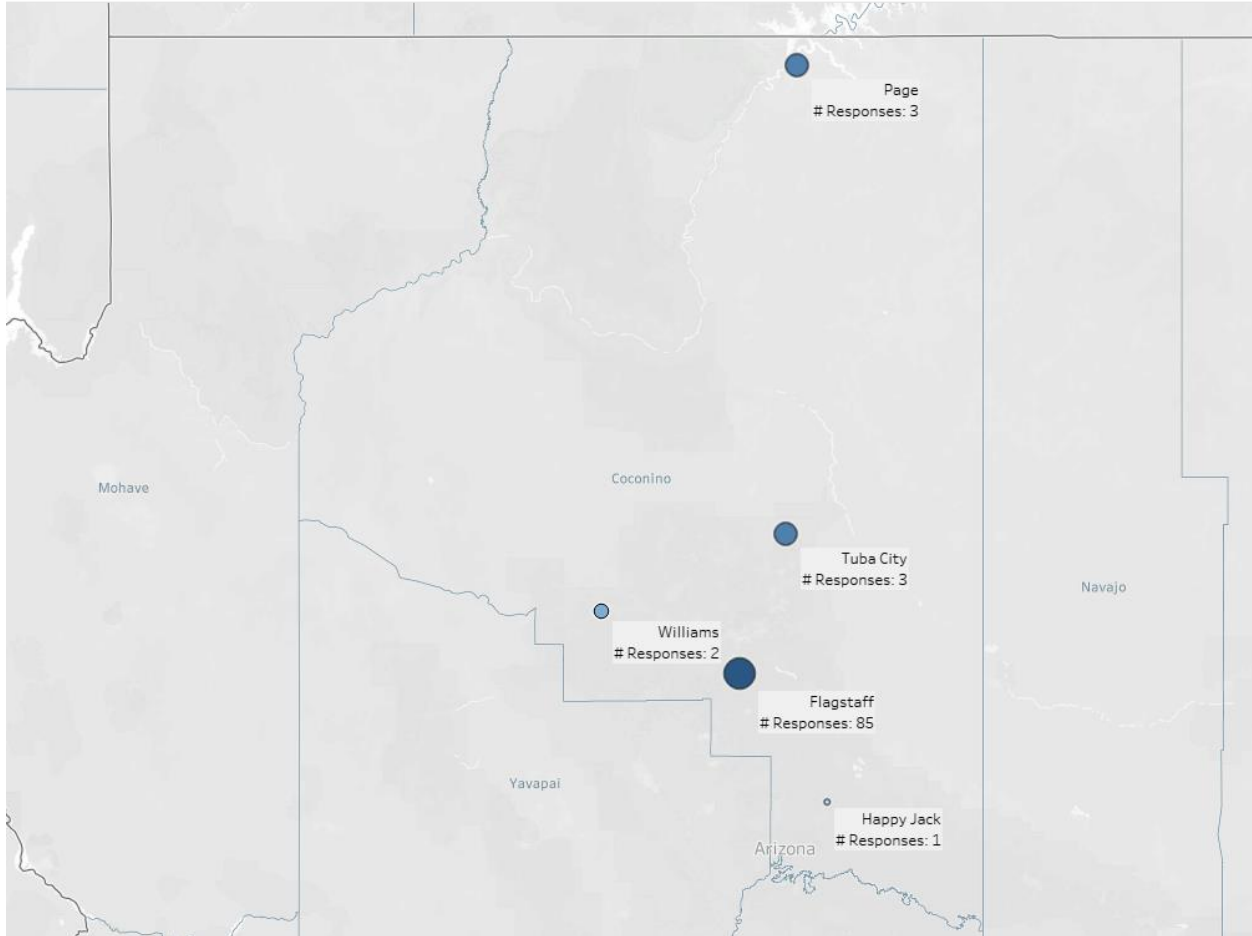 Page
# Responses: 3
Mohave
Coconino
Tuba City
# Responses: 3
Navajo
Williams
# Responses: 2
Flagstaff
# Responses: 85
Yavapai
Happy Jack
# Responses: 1
Arizona